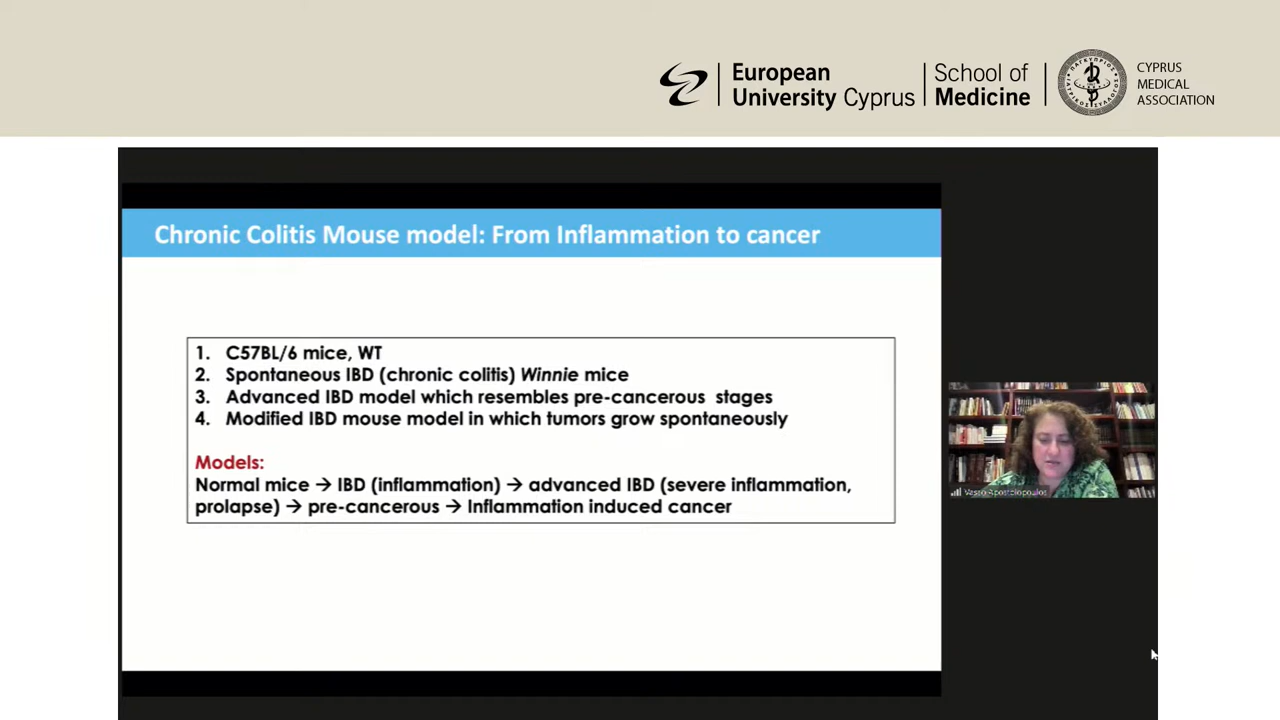 European
University Cyprus
School of
Medicine
CYPRUS
MEDICAL
ASSOCIATION
Chronic Colitis Mouse model: From Inflammation to cancer
1. C57BL/6 mice, WT
2. Spontaneous IBD (chronic colitis) Winnie mice
3. Advanced IBD model which resembles pre-cancerous stages
4. Modified IBD mouse model in which tumors grow spontaneously
Models:
Normal mice → IBD (inflammation) → advanced IBD (severe inflammation,
prolapse) → pre-cancerous → Inflammation induced cancer
Vasso Apostolopoulos